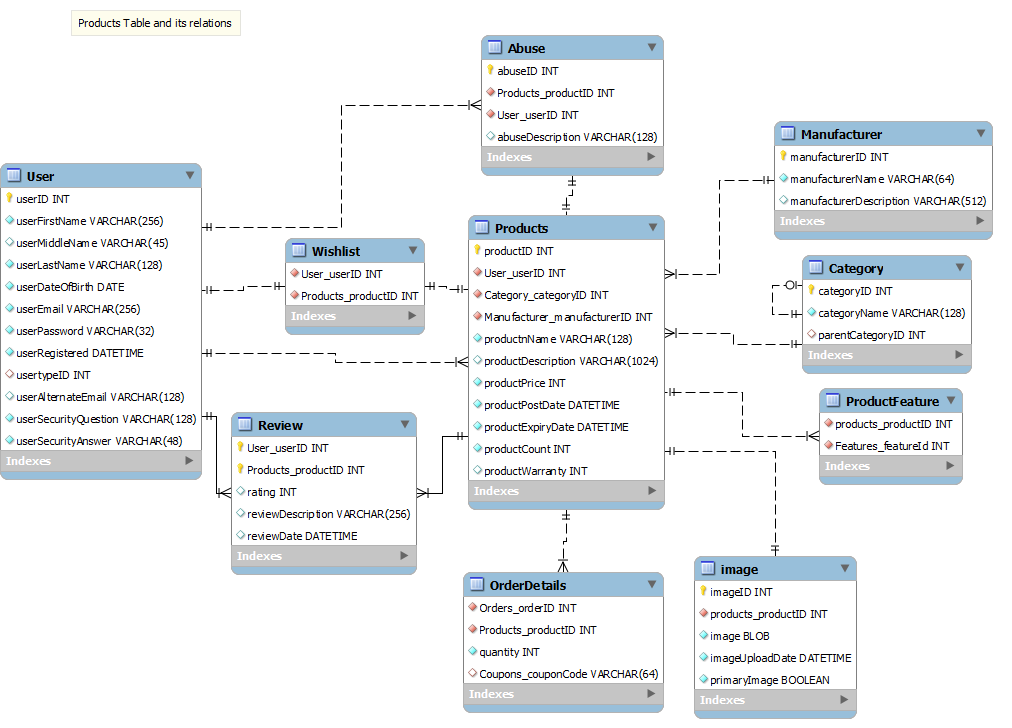 Products Table and its relations
Abuse
abuseID INT
Products_productID INT
User_userID INT
abuseDescription VARCHAR(128)
Indexes
Manufacturer
manufacturerID INT
manufacturerName VARCHAR(64)
manufacturerDescription VARCHAR(512)
Indexes
User
userID INT
userFirstName VARCHAR(256)
userMiddleName VARCHAR(45)
userLastName VARCHAR(128)
userDateOfBirth DATE
userEmail VARCHAR(256)
userPassword VARCHAR(32)
userRegistered DATETIME
usertypeID INT
userAlternateEmail VARCHAR(128)
userSecurityQuestion VARCHAR(128)
userSecurityAnswer VARCHAR(48)
Indexes
Wishlist
User_userID INT
Products_productID INT
Indexes
Products
productID INT
User_userID INT
Category_categoryID INT
Manufacturer_manufacturerID INT
productnName VARCHAR(128)
productDescription VARCHAR(1024)
productPrice INT
productPostDate DATETIME
productExpiryDate DATETIME
productCount INT
productWarranty INT
Indexes
Category
categoryID INT
categoryName VARCHAR(128)
parentCategoryID INT
Indexes
ProductFeature
products_productID INT
Features_featureId INT
Indexes
Review
User_userID INT
Products_productID INT
rating INT
reviewDescription VARCHAR(256)
reviewDate DATETIME
Indexes
OrderDetails
Orders_orderID INT
Products_productID INT
quantity INT
Coupons_couponCode VARCHAR(64)
Indexes
image
imageID INT
products_productID INT
image BLOB
imageUploadDate DATETIME
primaryImage BOOLEAN
Indexes